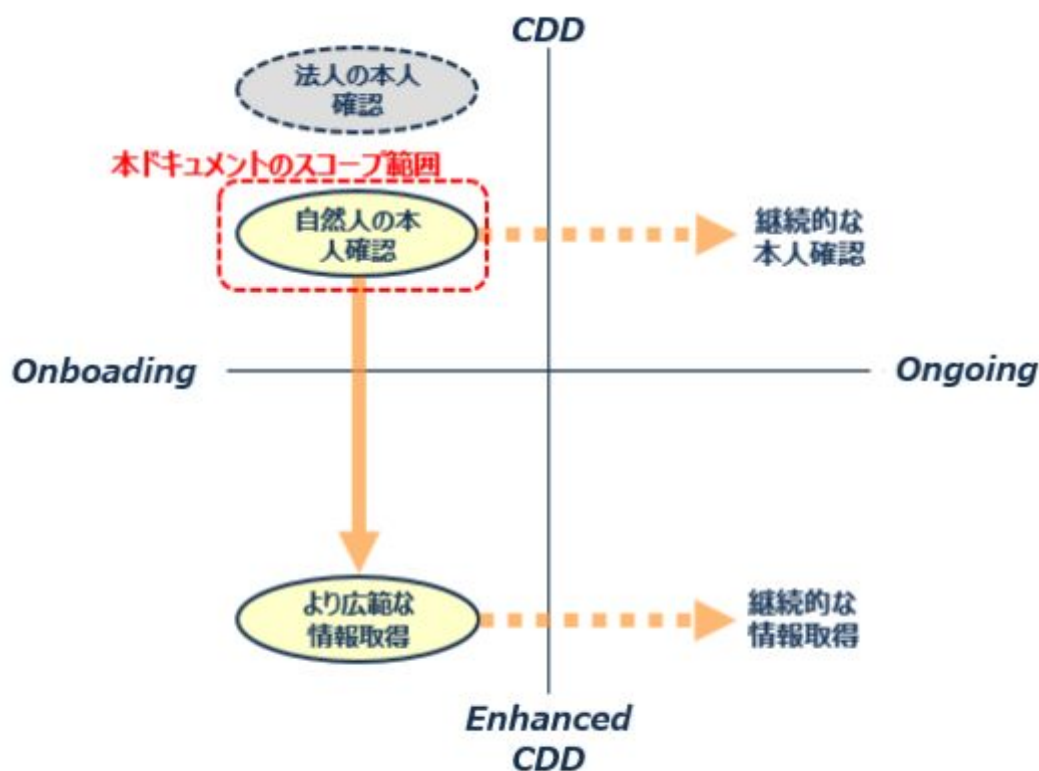 CDD
法人の本人
確認
本ドキュメントのスコープ範囲
自然人の本
人確認
継続的な
本人確認
Onboading
Ongoing
より広範な
情報取得
継続的な
情報取得
Enhanced
CDD